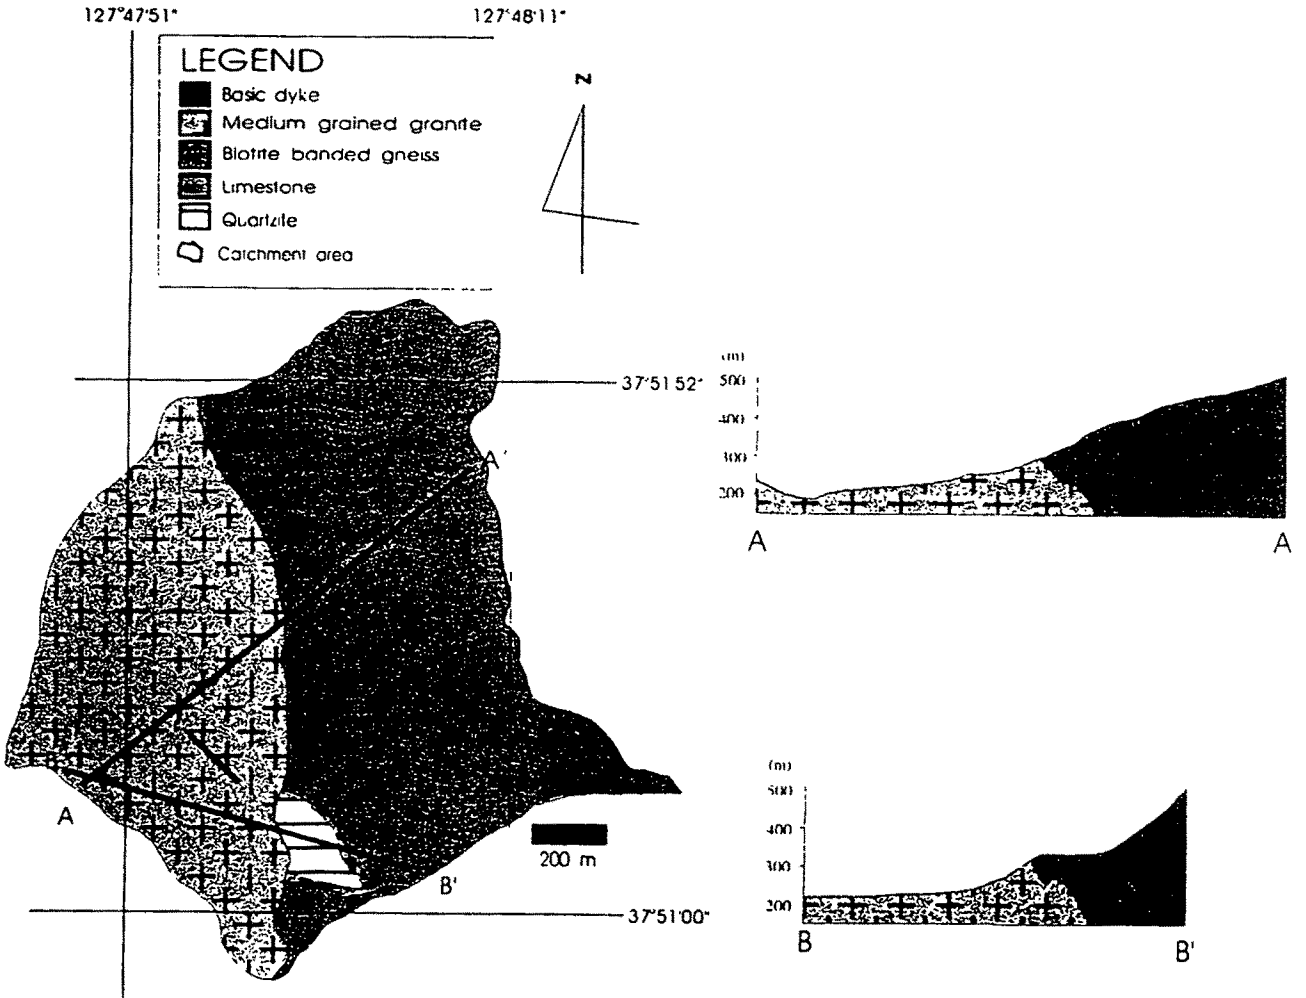 127°47'51"
127°48'11"
LEGEND
Basic dyke
Medium grained granite
Biotite banded gneiss
Limestone
Quartzite
Catchment area
N
37°51'52"
A'
A
B'
200 m
37°51'00"
(m)
500
400
300
200
A
A
(m)
500
400
300
200
B
B'